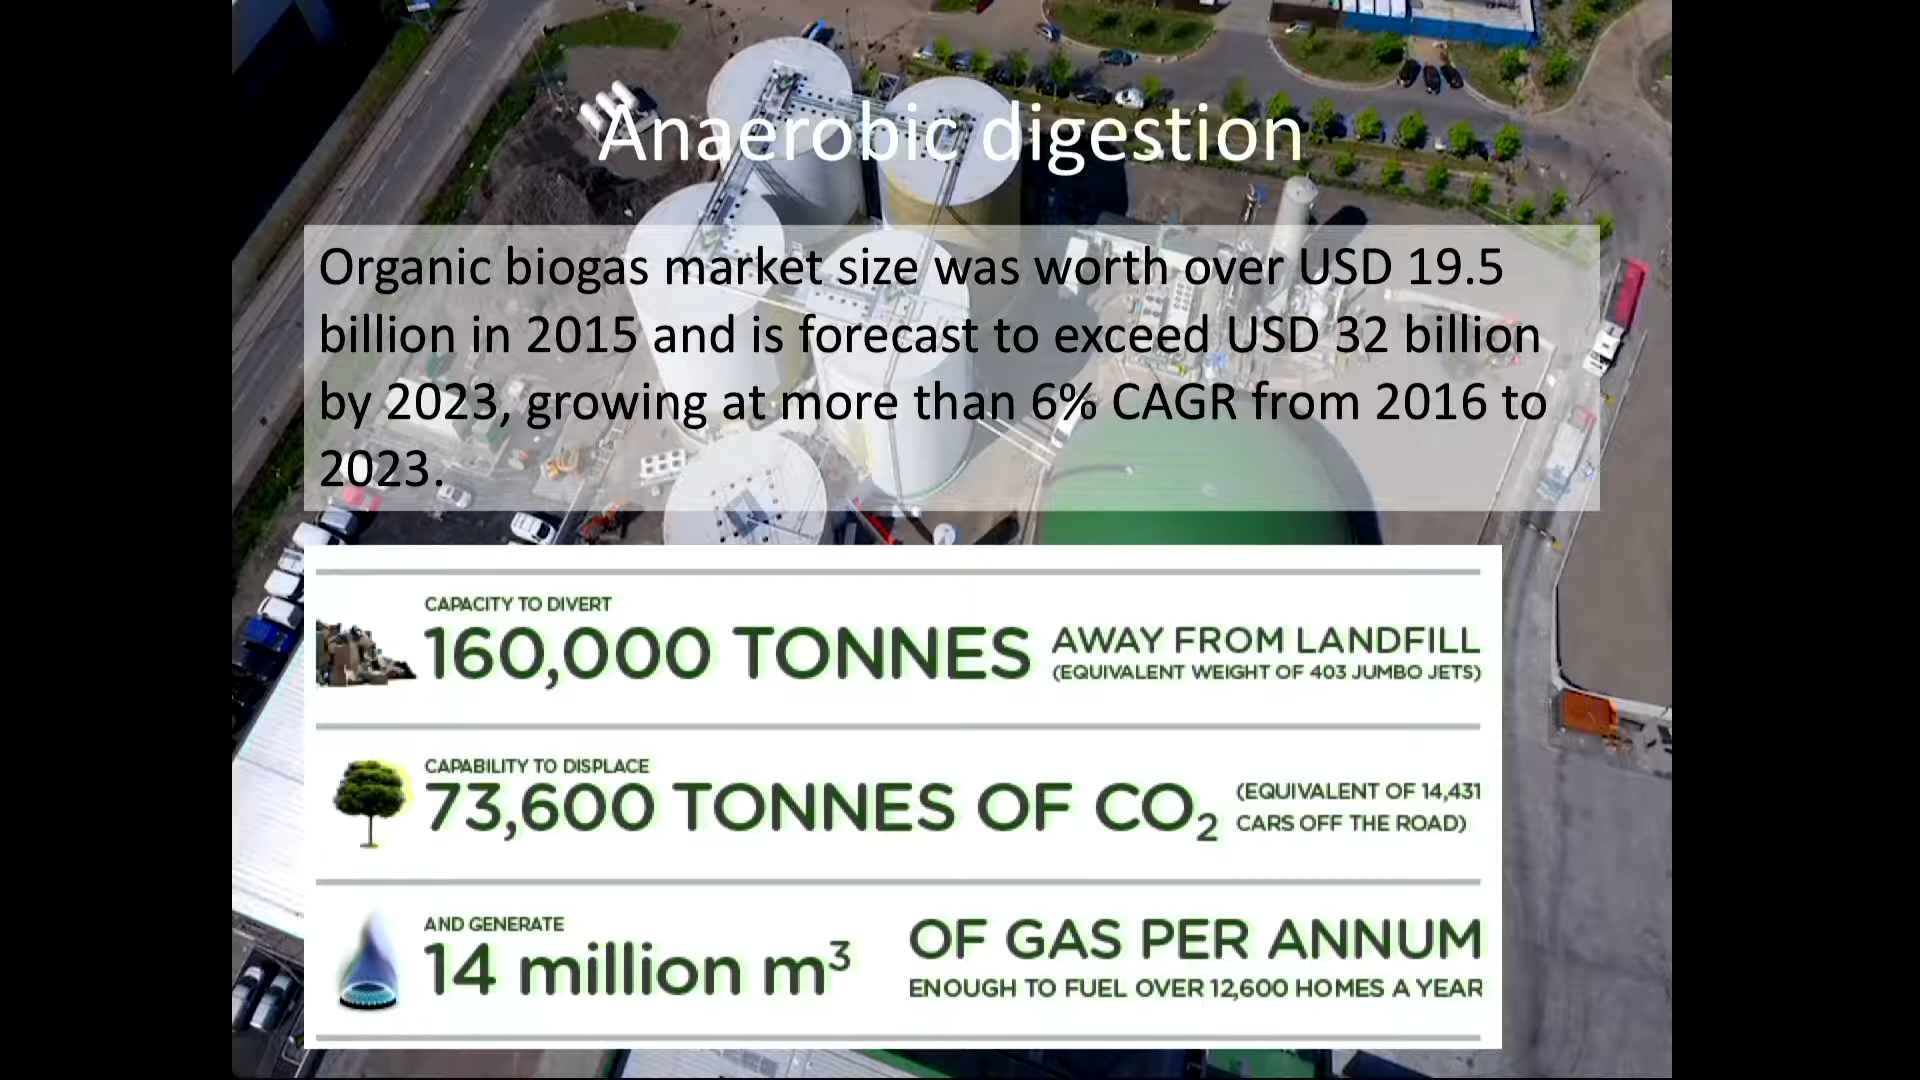 Anaerobic digestion
Organic biogas market size was worth over USD 19.5
billion in 2015 and is forecast to exceed USD 32 billion
by 2023, growing at more than 6% CAGR from 2016 to
2023.
CAPACITY TO DIVERT
160,000 TONNES
AWAY FROM LANDFILL
(EQUIVALENT WEIGHT OF 403 JUMBO JETS)
CAPABILITY TO DISPLACE
73,600 TONNES OF CO₂
(EQUIVALENT OF 14,431
CARS OFF THE ROAD)
AND GENERATE
14 million m³
OF GAS PER ANNUM
ENOUGH TO FUEL OVER 12,600 HOMES A YEAR